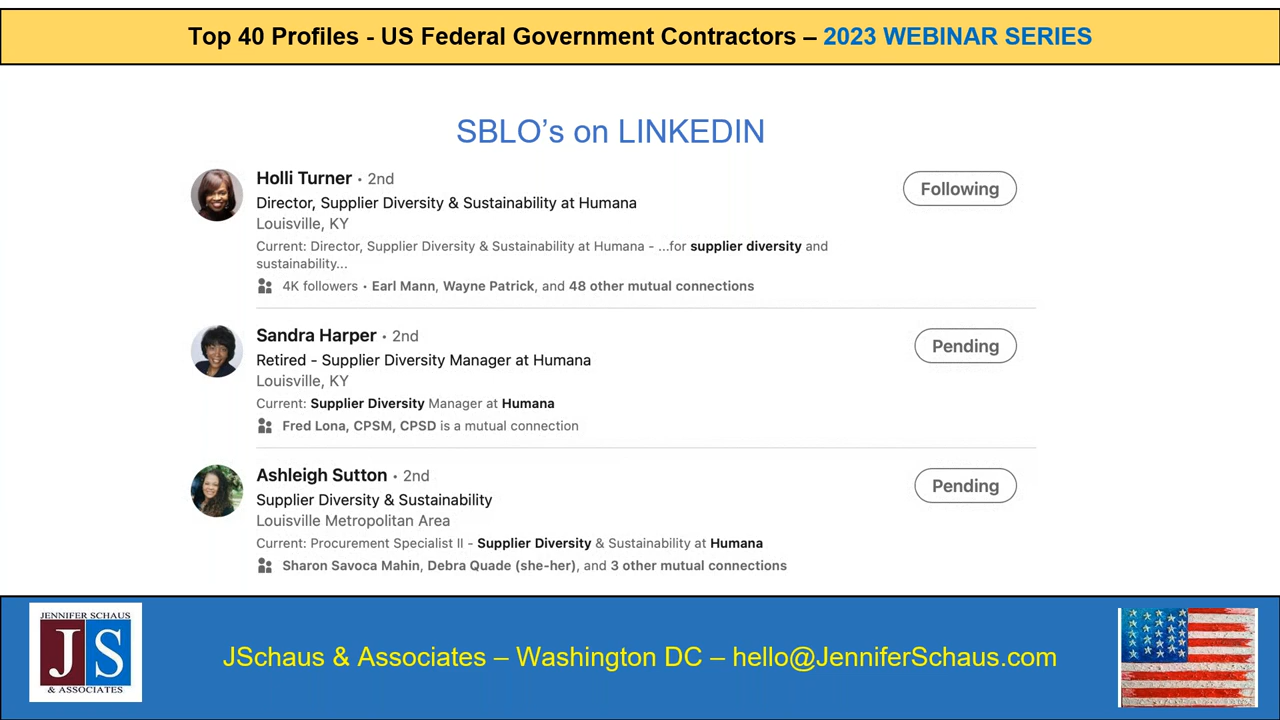 Top 40 Profiles - US Federal Government Contractors – 2023 WEBINAR SERIES
SBLO’s on LINKEDIN
Holli Turner • 2nd
Following
Director, Supplier Diversity & Sustainability at Humana
Louisville, KY
Current: Director, Supplier Diversity & Sustainability at Humana - ...for supplier diversity and
sustainability...
4K followers • Earl Mann, Wayne Patrick, and 48 other mutual connections
Sandra Harper • 2nd
Pending
Retired - Supplier Diversity Manager at Humana
Louisville, KY
Current: Supplier Diversity Manager at Humana
Fred Lona, CPSM, CPSD is a mutual connection
Ashleigh Sutton • 2nd
Pending
Supplier Diversity & Sustainability
Louisville Metropolitan Area
Current: Procurement Specialist II - Supplier Diversity & Sustainability at Humana
Sharon Savoca Mahin, Debra Quade (she-her), and 3 other mutual connections
JENNIFER SCHAUS
JS
& ASSOCIATES
JSchaus & Associates – Washington DC – hello@JenniferSchaus.com